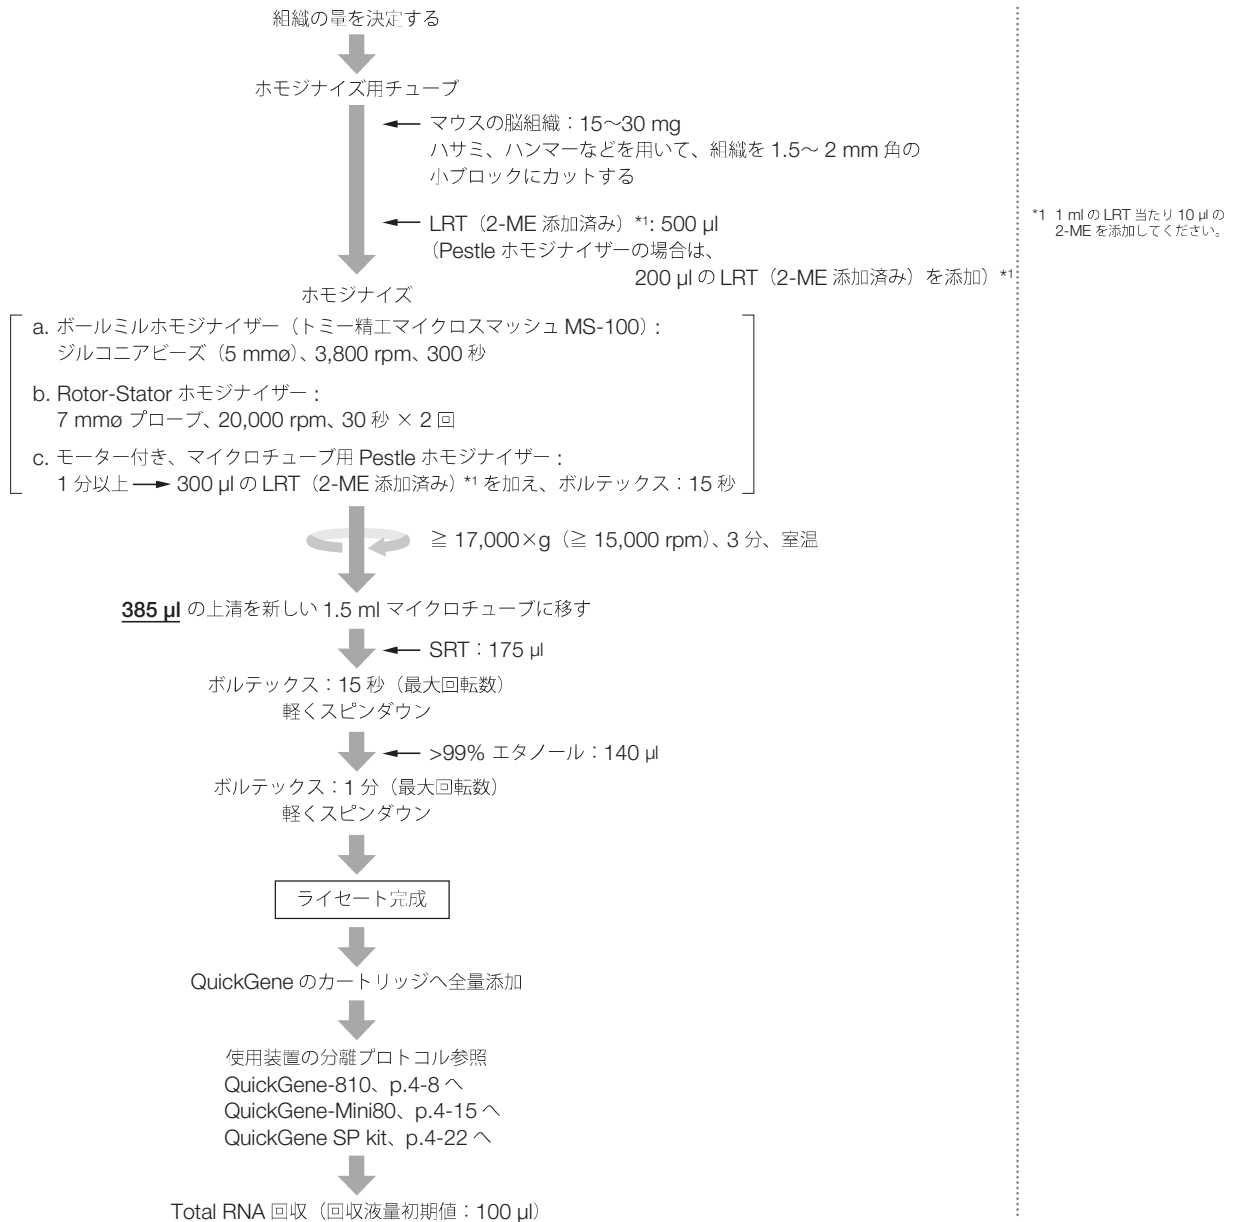 組織の量を決定する
ホモジナイズ用チューブ
マウスの脳組織：15～30 mg
ハサミ、ハンマーなどを用いて、組織を 1.5～ 2 mm 角の
小ブロックにカットする
LRT（2-ME 添加済み）*1: 500 μl
（Pestle ホモジナイザーの場合は、
200 μl の LRT（2-ME 添加済み）を添加）*1
*1 1 ml の LRT 当たり 10 μl の
2-ME を添加してください。
ホモジナイズ
a. ボールミルホモジナイザー（トミー精工マイクロスマッシュ MS-100）:
ジルコニアビーズ（5 mmø）、3,800 rpm、300 秒
b. Rotor-Stator ホモジナイザー :
7 mmø プローブ、20,000 rpm、30 秒 × 2 回
c. モーター付き、マイクロチューブ用 Pestle ホモジナイザー :
1 分以上 → 300 μl の LRT（2-ME 添加済み）*1 を加え、ボルテックス：15 秒
≧ 17,000×g（≧ 15,000 rpm）、3 分、室温
385 μl の上清を新しい 1.5 ml マイクロチューブに移す
SRT：175 μl
ボルテックス：15 秒（最大回転数）
軽くスピンダウン
>99% エタノール：140 μl
ボルテックス：1 分（最大回転数）
軽くスピンダウン
ライセート完成
QuickGene のカートリッジへ全量添加
使用装置の分離プロトコル参照
QuickGene-810、p.4-8 へ
QuickGene-Mini80、p.4-15 へ
QuickGene SP kit、p.4-22 へ
Total RNA 回収（回収液量初期値：100 μl）